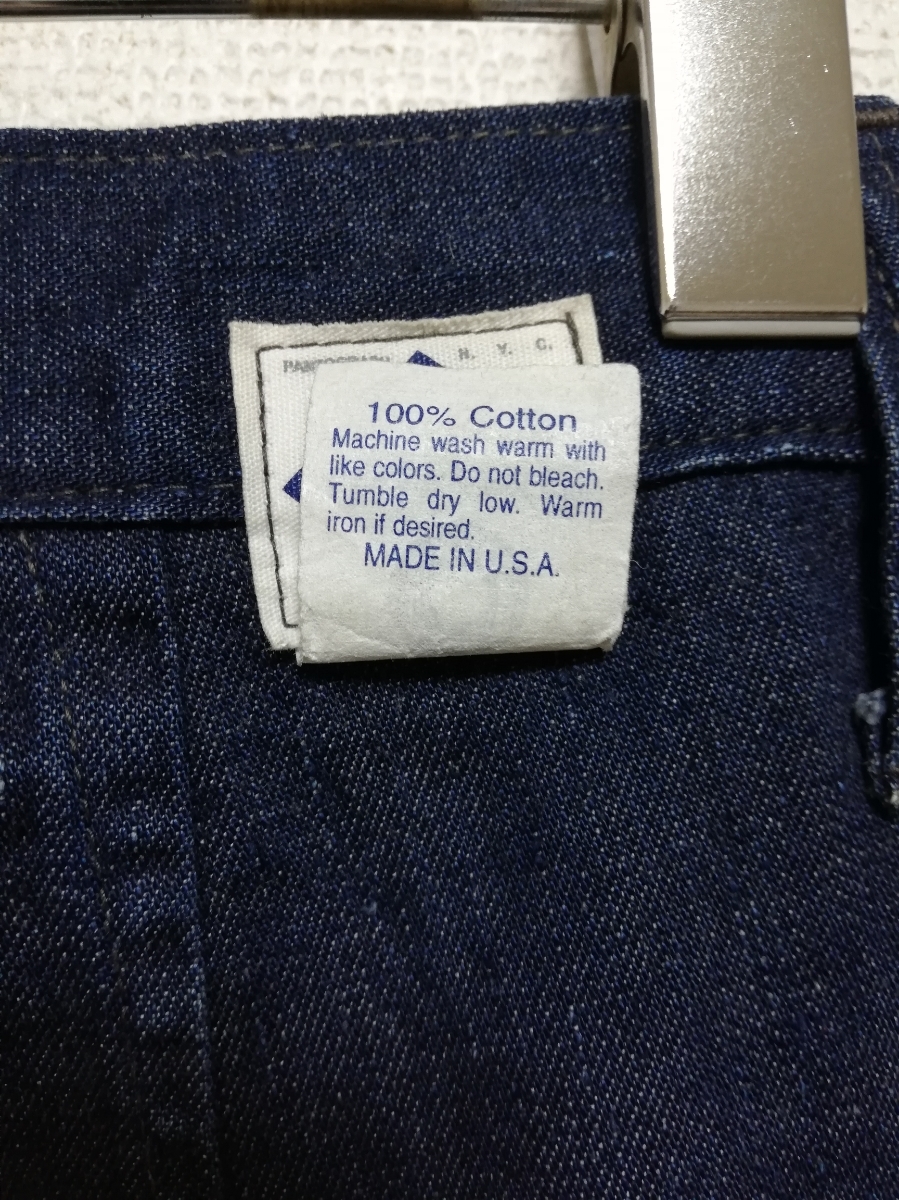 N. Y. C.
100% Cotton
Machine wash warm with
like colors. Do not bleach.
Tumble dry low. Warm
iron if desired.
MADE IN U.S.A.